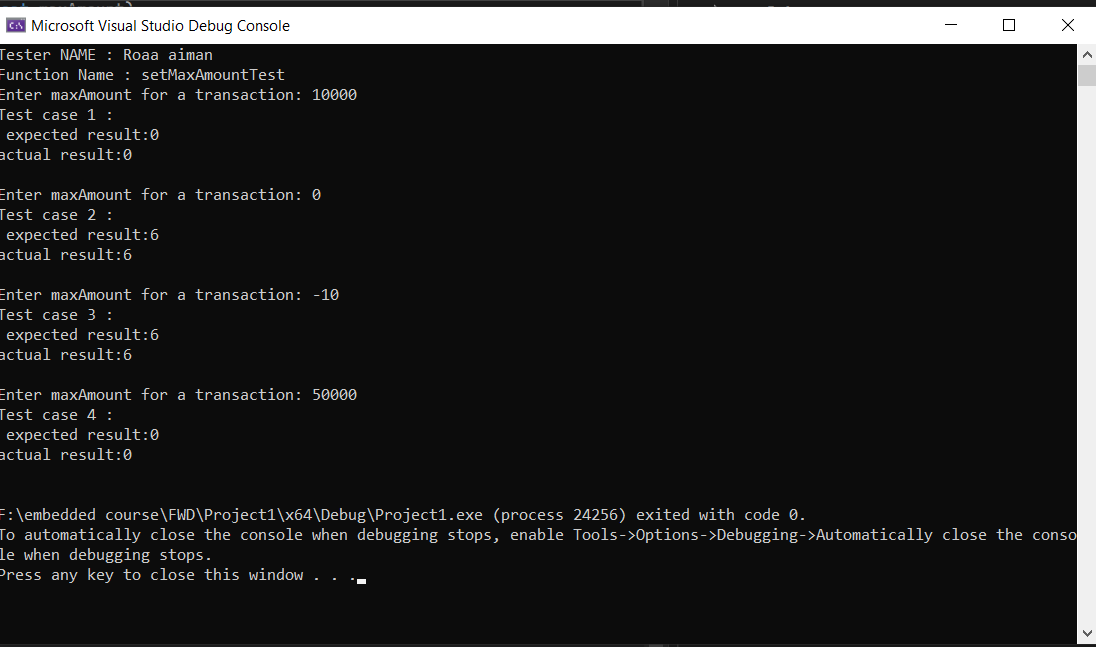 C:\ Microsoft Visual Studio Debug Console
Tester NAME : Roaa aiman
Function Name : setMaxAmountTest
Enter maxAmount for a transaction: 10000
Test case 1 :
 expected result:0
actual result:0
Enter maxAmount for a transaction: 0
Test case 2 :
 expected result:6
actual result:6
Enter maxAmount for a transaction: -10
Test case 3 :
 expected result:6
actual result:6
Enter maxAmount for a transaction: 50000
Test case 4 :
 expected result:0
actual result:0
F:\embedded course\FWD\Project1\x64\Debug\Project1.exe (process 24256) exited with code 0.
To automatically close the console when debugging stops, enable Tools->Options->Debugging->Automatically close the conso
le when debugging stops.
Press any key to close this window . . .